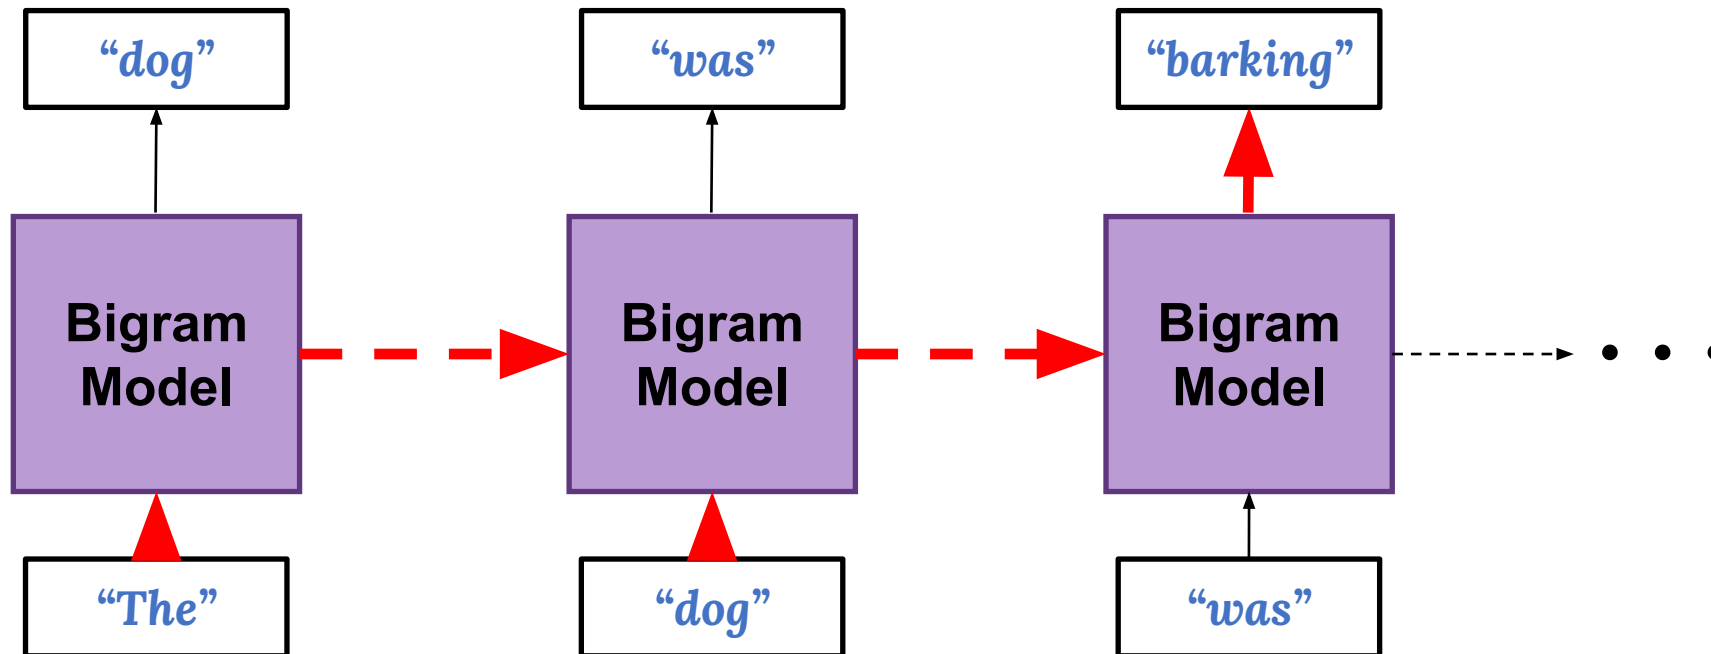 “dog” “was” “barking”
Bigram Bigram Bigram
Model Model Model
“The” “dog” “was”